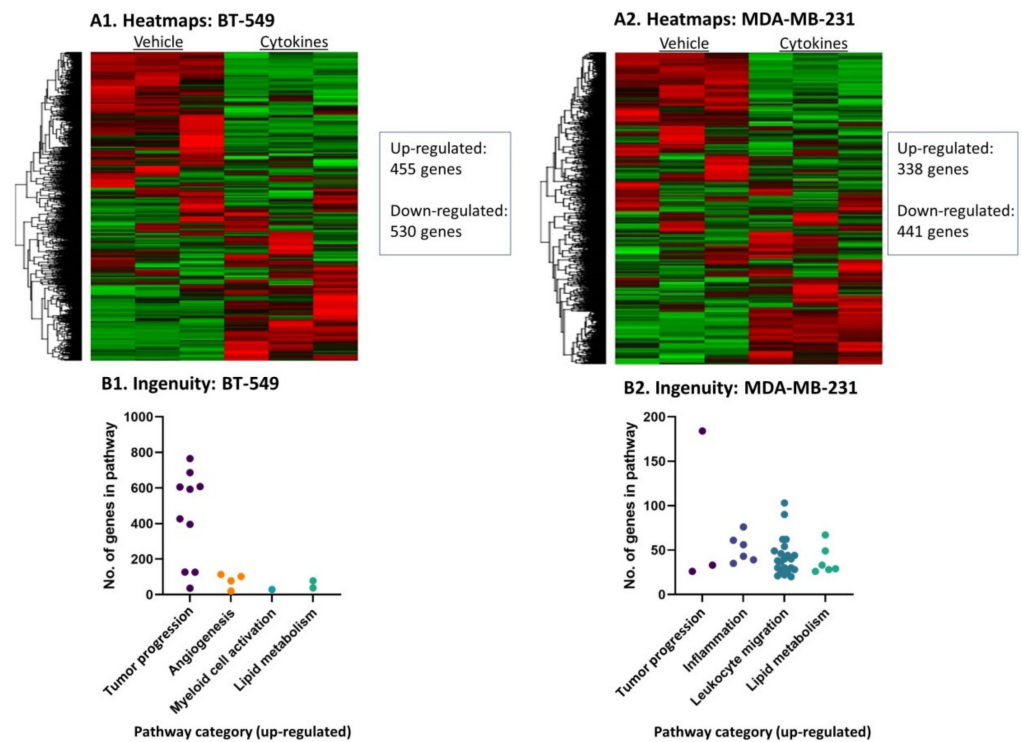 A1. Heatmaps: BT-549
Vehicle Cytokines
Up-regulated:
455 genes
Down-regulated:
530 genes
A2. Heatmaps: MDA-MB-231
Vehicle Cytokines
Up-regulated:
338 genes
Down-regulated:
441 genes
B1. Ingenuity: BT-549
No. of genes in pathway
1000
800
600
400
200
0
Tumor progression
Angiogenesis
Myeloid cell activation
Lipid metabolism
Pathway category (up-regulated)
B2. Ingenuity: MDA-MB-231
No. of genes in pathway
200
150
100
50
0
Tumor progression
Inflammation
Leukocyte migration
Lipid metabolism
Pathway category (up-regulated)